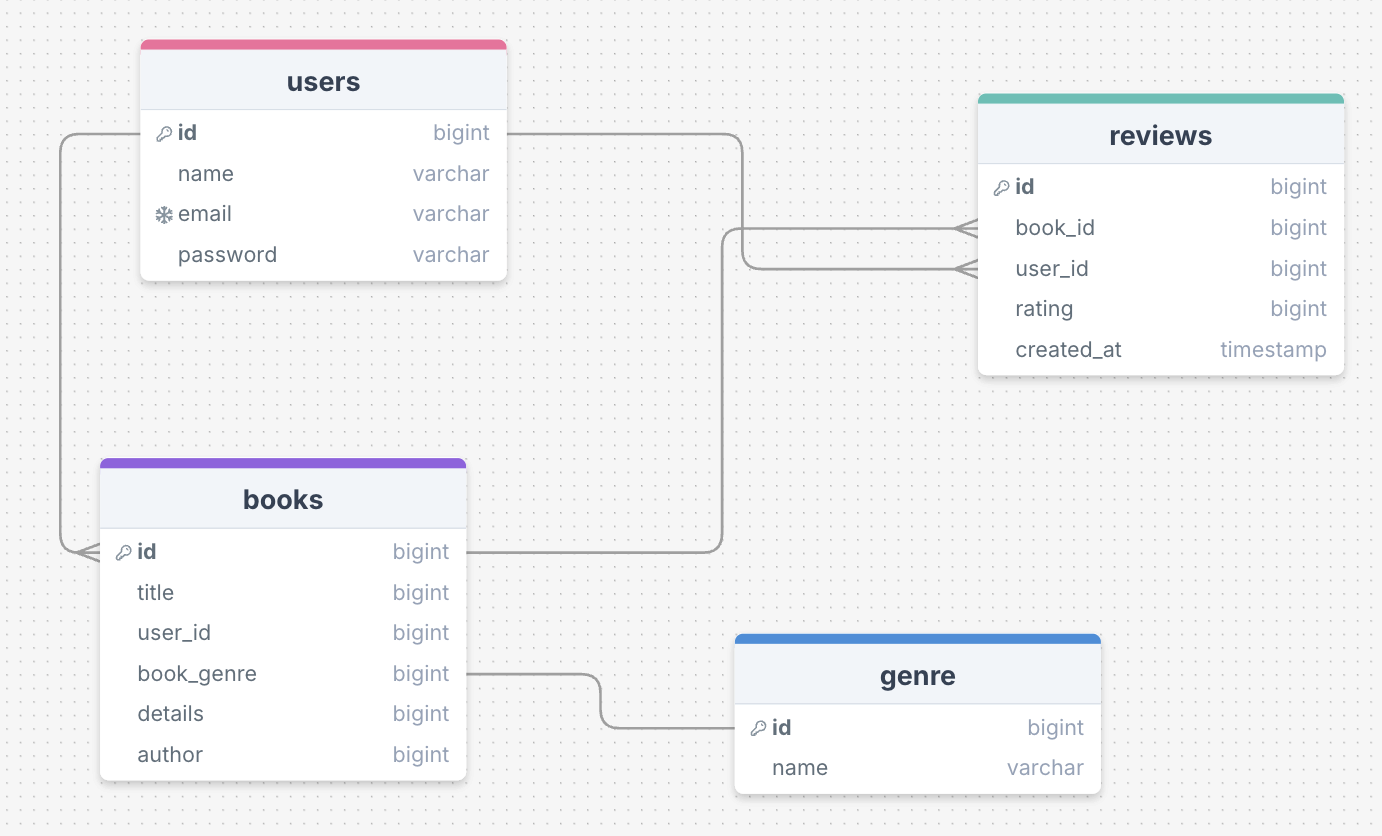 users
id bigint
name varchar
email varchar
password varchar
reviews
id bigint
book_id bigint
user_id bigint
rating bigint
created_at timestamp
books
id bigint
title bigint
user_id bigint
book_genre bigint
details bigint
author bigint
genre
id bigint
name varchar